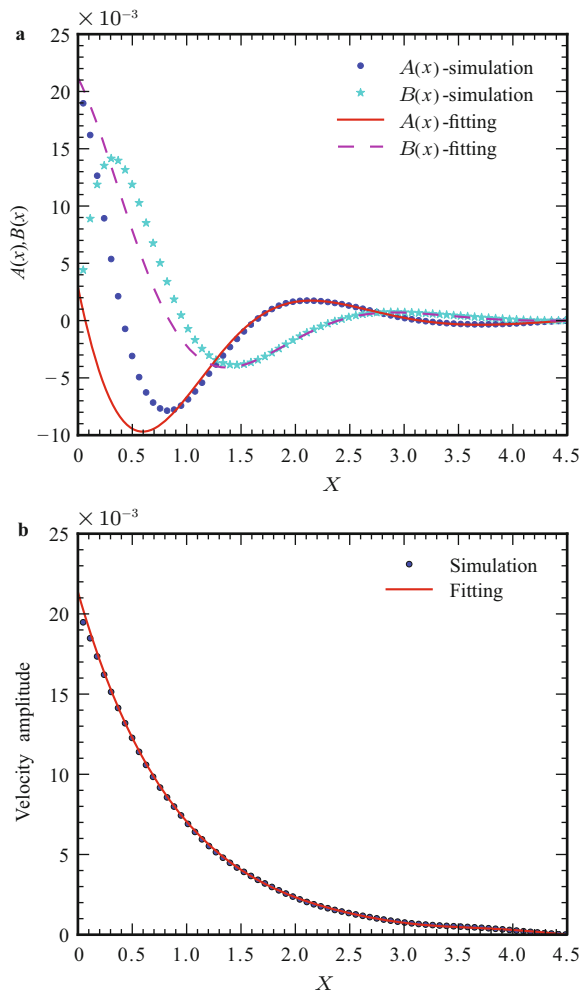 × 10⁻³
a
25
20
15
10
5
0
−5
−10
A(x),B(x)
A(x)-simulation
B(x)-simulation
A(x)-fitting
B(x)-fitting
0 0.5 1.0 1.5 2.0 2.5 3.0 3.5 4.0 4.5
X
b
× 10⁻³
25
20
15
10
5
0
Velocity amplitude
Simulation
Fitting
0 0.5 1.0 1.5 2.0 2.5 3.0 3.5 4.0 4.5
X